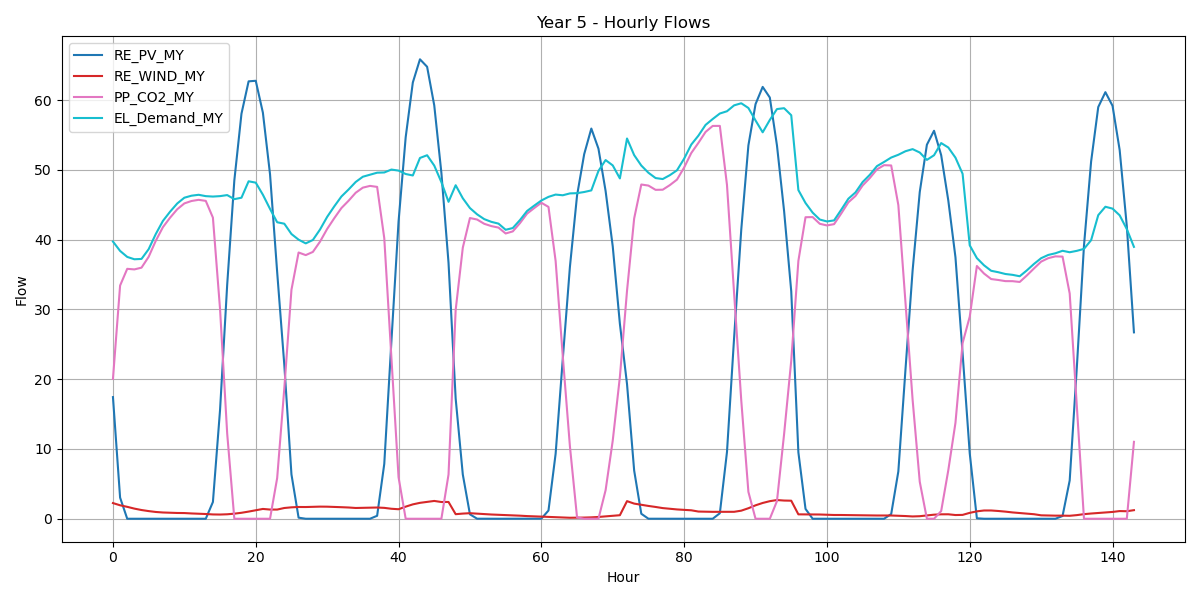 Year 5 - Hourly Flows
RE_PV_MY
RE_WIND_MY
PP_CO2_MY
EL_Demand_MY
Flow
60
50
40
30
20
10
0
0 20 40 60 80 100 120 140
Hour